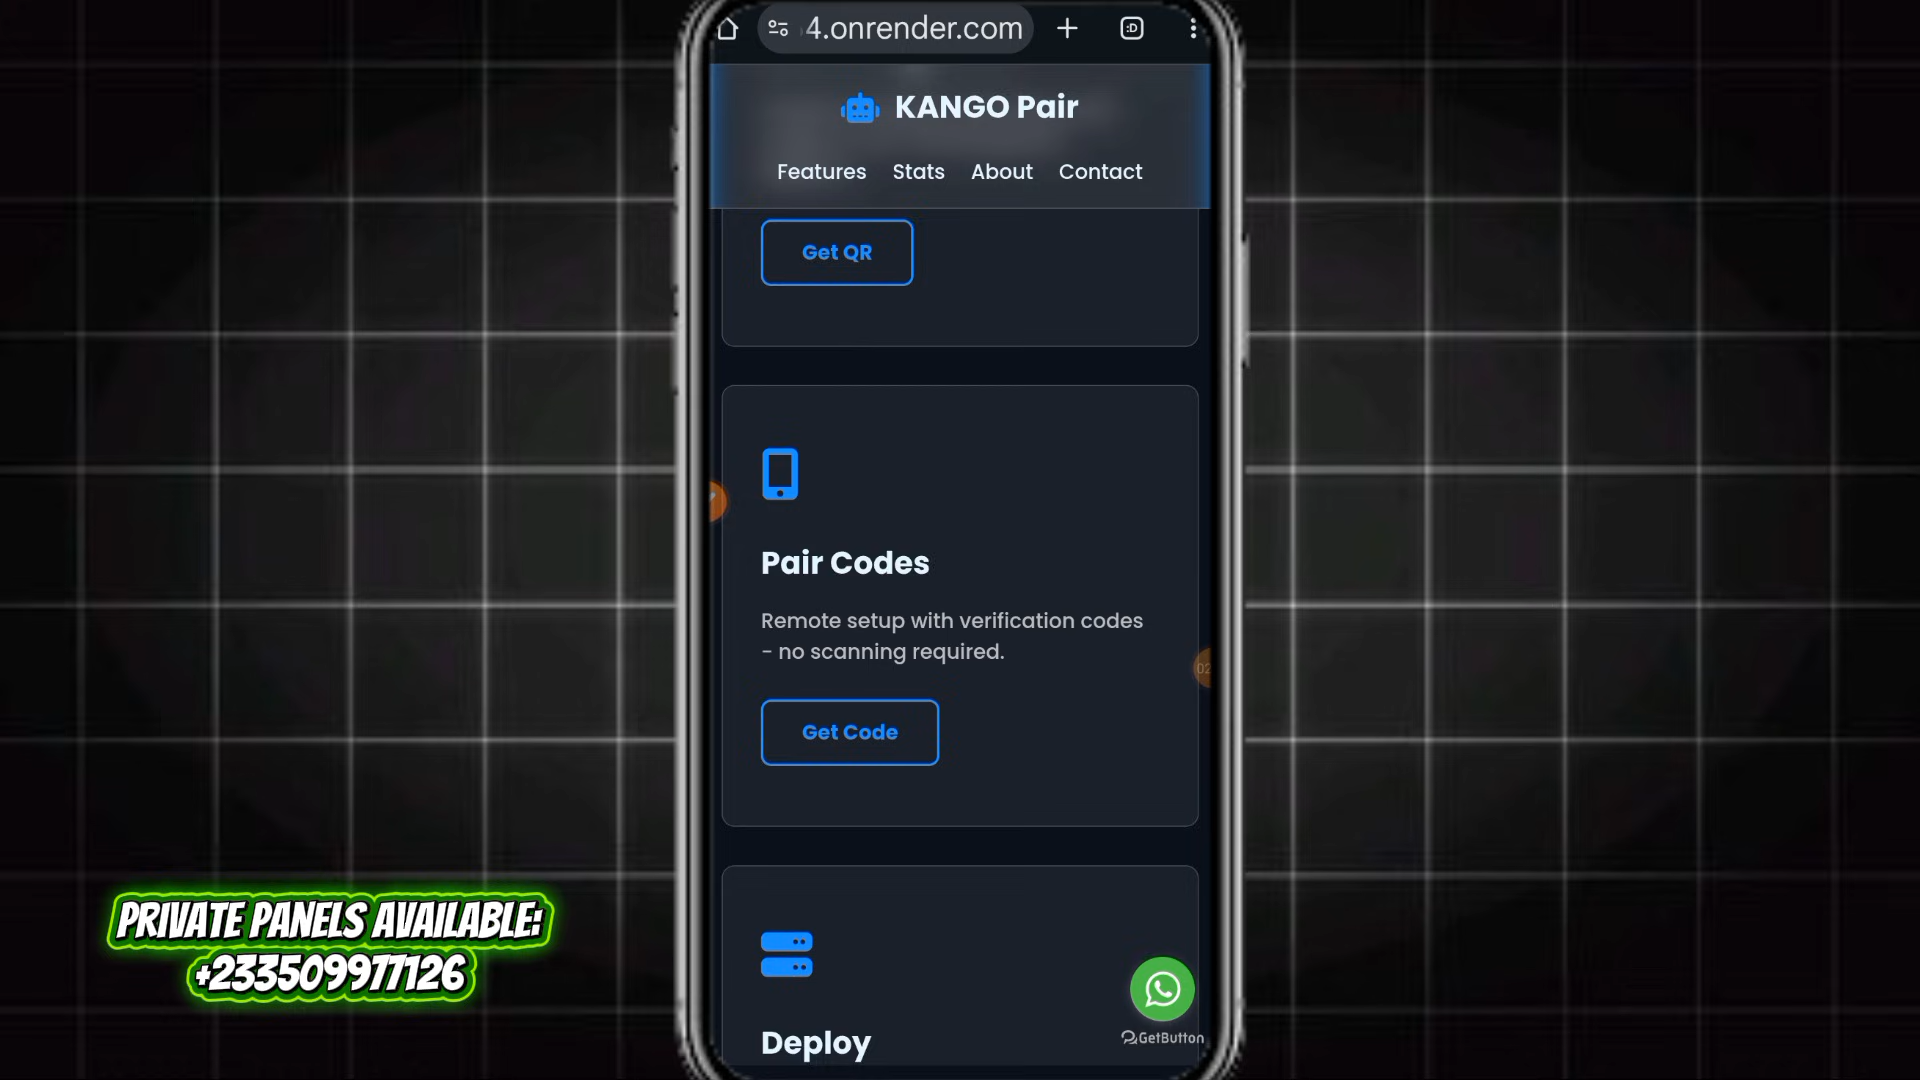 4.onrender.com
:D
KANGO Pair
Features Stats About Contact
Get QR
Pair Codes
Remote setup with verification codes
- no scanning required.
02
Get Code
Deploy
GetButton
PRIVATE PANELS AVAILABLE:
+233509977126